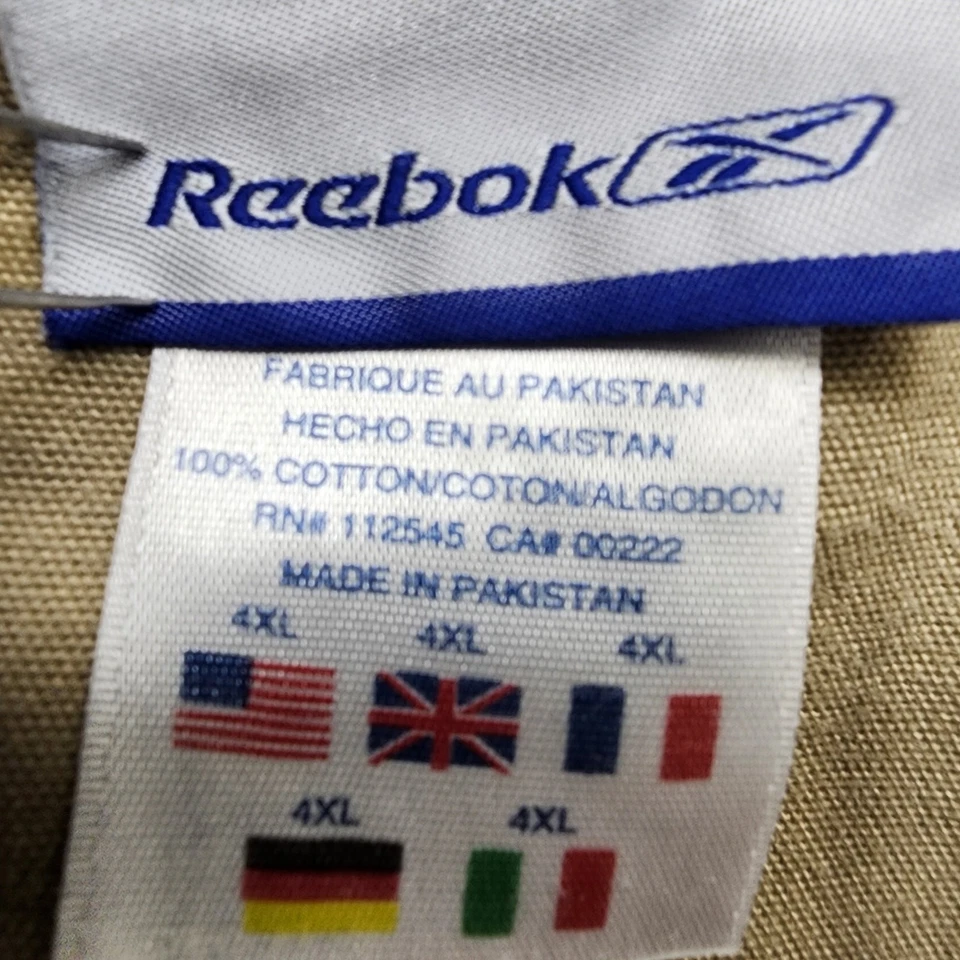 Reebok
FABRIQUE AU PAKISTAN
HECHO EN PAKISTAN
100% COTTON/COTON/ALGODON
RN# 112545 CA# 00222
MADE IN PAKISTAN
4XL 4XL 4XL
4XL 4XL